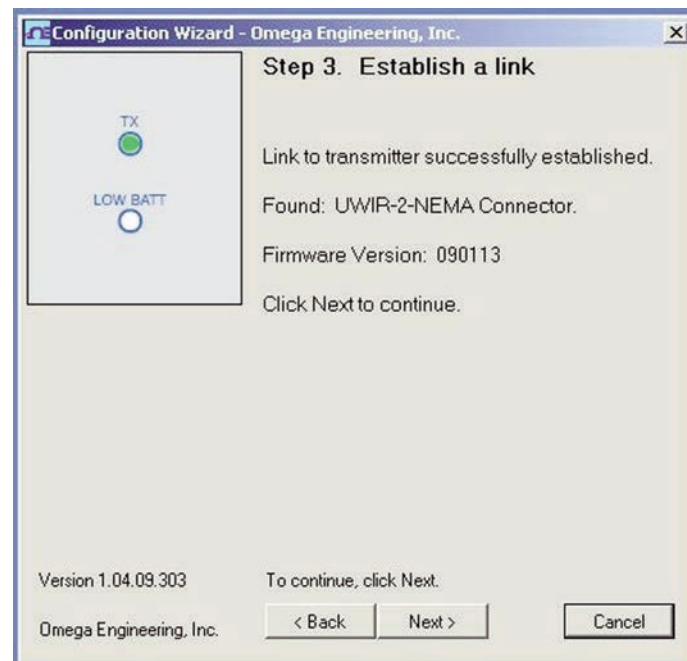 Configuration Wizard - Omega Engineering, Inc.
Step 3. Establish a link
TX
LOW BATT
Link to transmitter successfully established.
Found: UWIR-2-NEMA Connector.
Firmware Version: 090113
Click Next to continue.
Version 1.04.09.303
To continue, click Next.
Omega Engineering, Inc.
< Back
Next >
Cancel